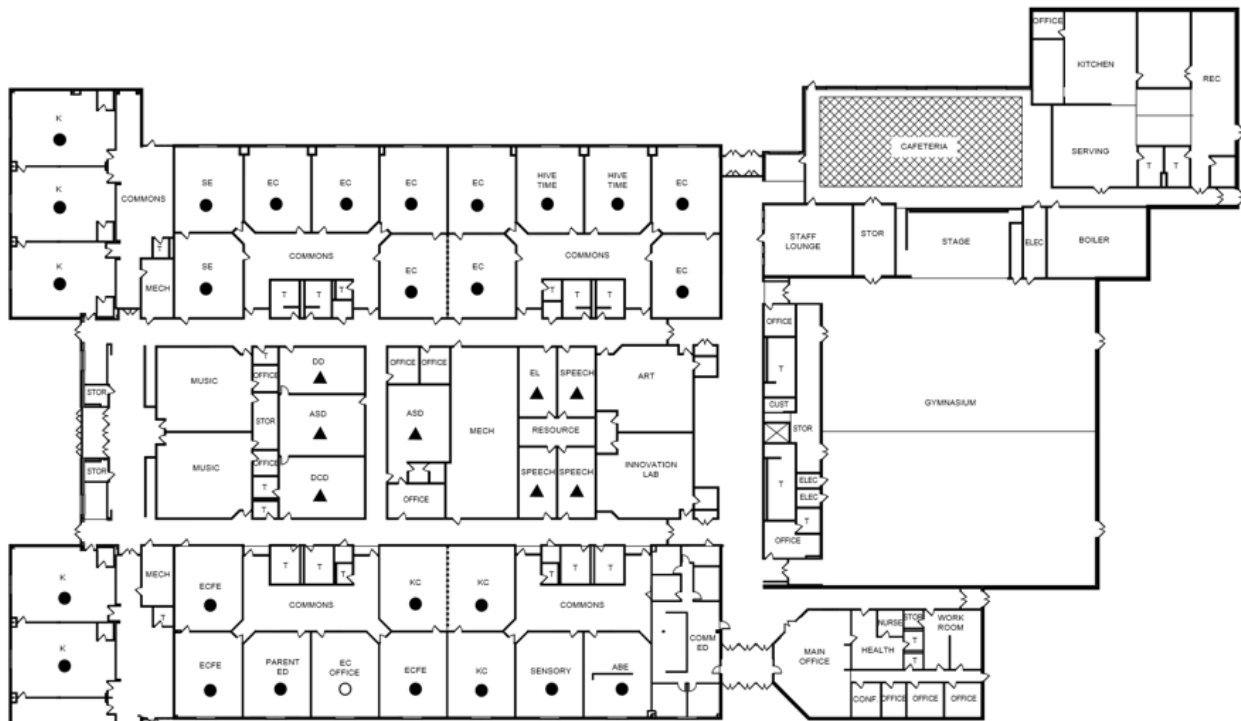 OFFICE
KITCHEN
REC
K
CAFETERIA
SERVING
T T
SE EC EC EC EC HIVE TIME HIVE TIME EC
K
COMMONS
STAFF LOUNGE
STOR
STAGE
ELEC
BOILER
K
T
MECH
SE
COMMONS
EC
EC
COMMONS
EC
T T T
T T T
OFFICE
STOR
MUSIC
T
OFFICE
DD
OFFICE OFFICE
EL
SPEECH
ART
T
CUST
STOR
GYMNASIUM
STOR
ASD
ASD
MECH
RESOURCE
STOR
MUSIC
OFFICE
T
T
DCD
OFFICE
SPEECH SPEECH
INNOVATION LAB
T
ELEC
ELEC
T
OFFICE
K
MECH
T
ECFE
T T T
COMMONS
KC
KC
T T T
COMMONS
COMM ED
K
ECFE
PARENT ED
EC OFFICE
ECFE
KC
SENSORY
ABE
MAIN OFFICE
NURSE
STOR
WORK ROOM
HEALTH
T
T
CONF.
OFFICE
OFFICE
OFFICE